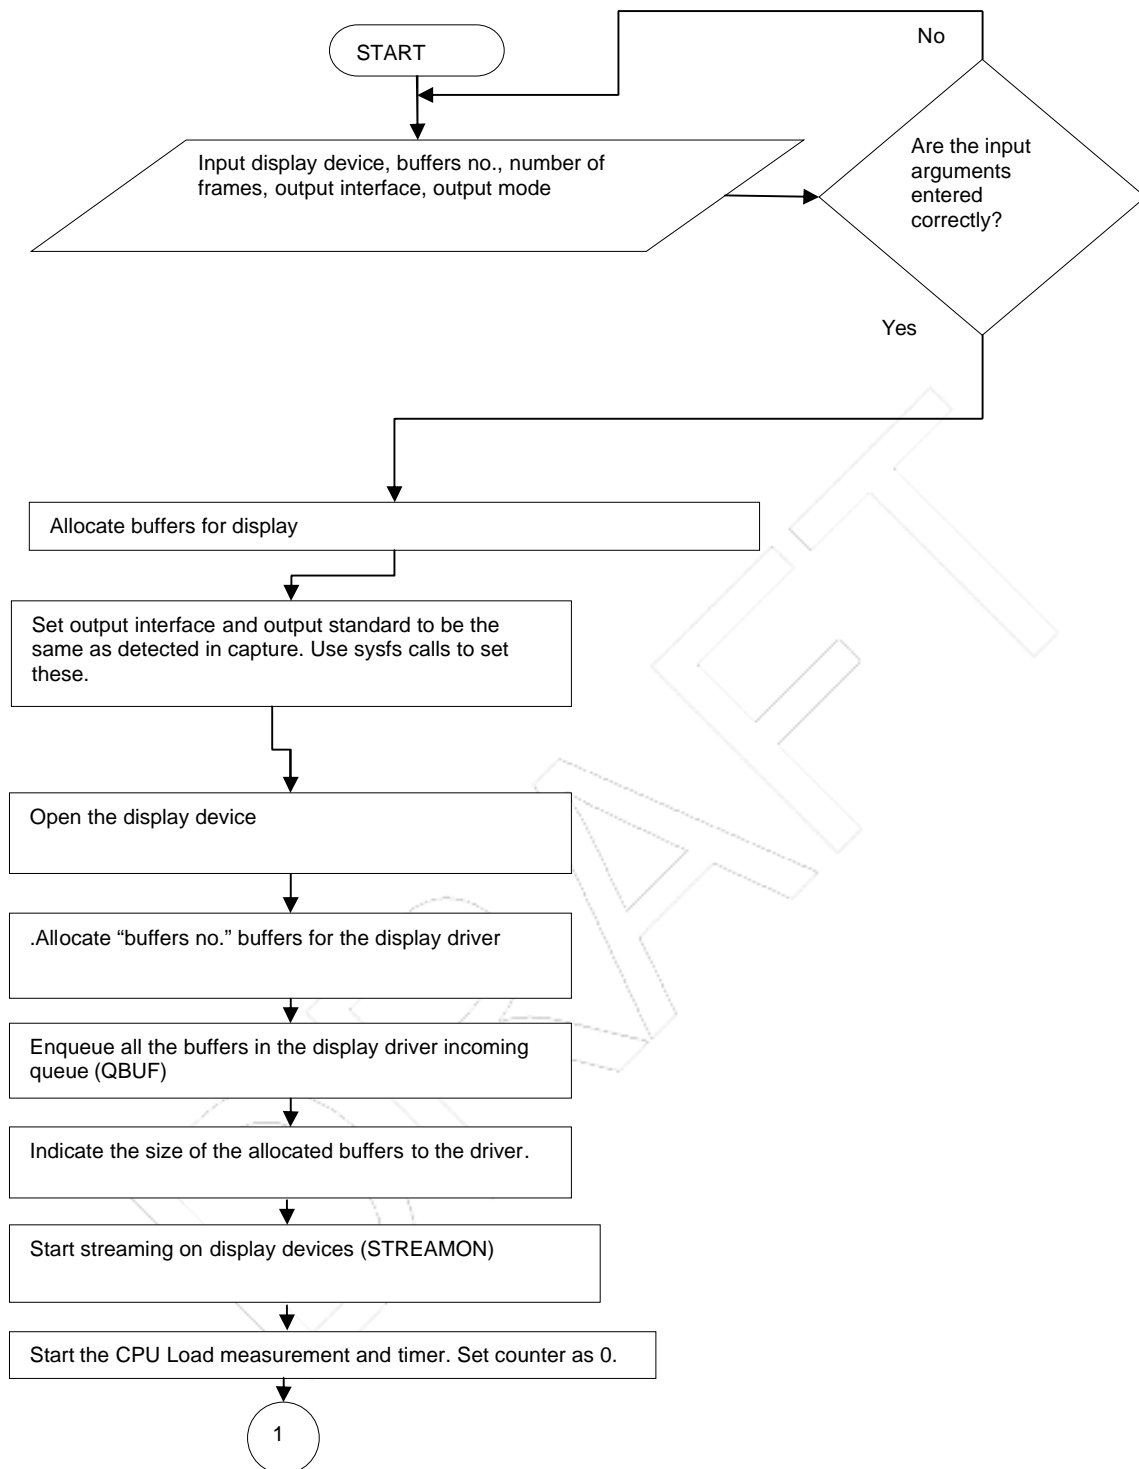 START
No
Input display device, buffers no., number of
frames, output interface, output mode
Are the input
arguments
entered
correctly?
Yes
Allocate buffers for display
Set output interface and output standard to be the
same as detected in capture. Use sysfs calls to set
these.
Open the display device
.Allocate “buffers no.” buffers for the display driver
Enqueue all the buffers in the display driver incoming
queue (QBUF)
Indicate the size of the allocated buffers to the driver.
Start streaming on display devices (STREAMON)
Start the CPU Load measurement and timer. Set counter as 0.
1
DRAFT